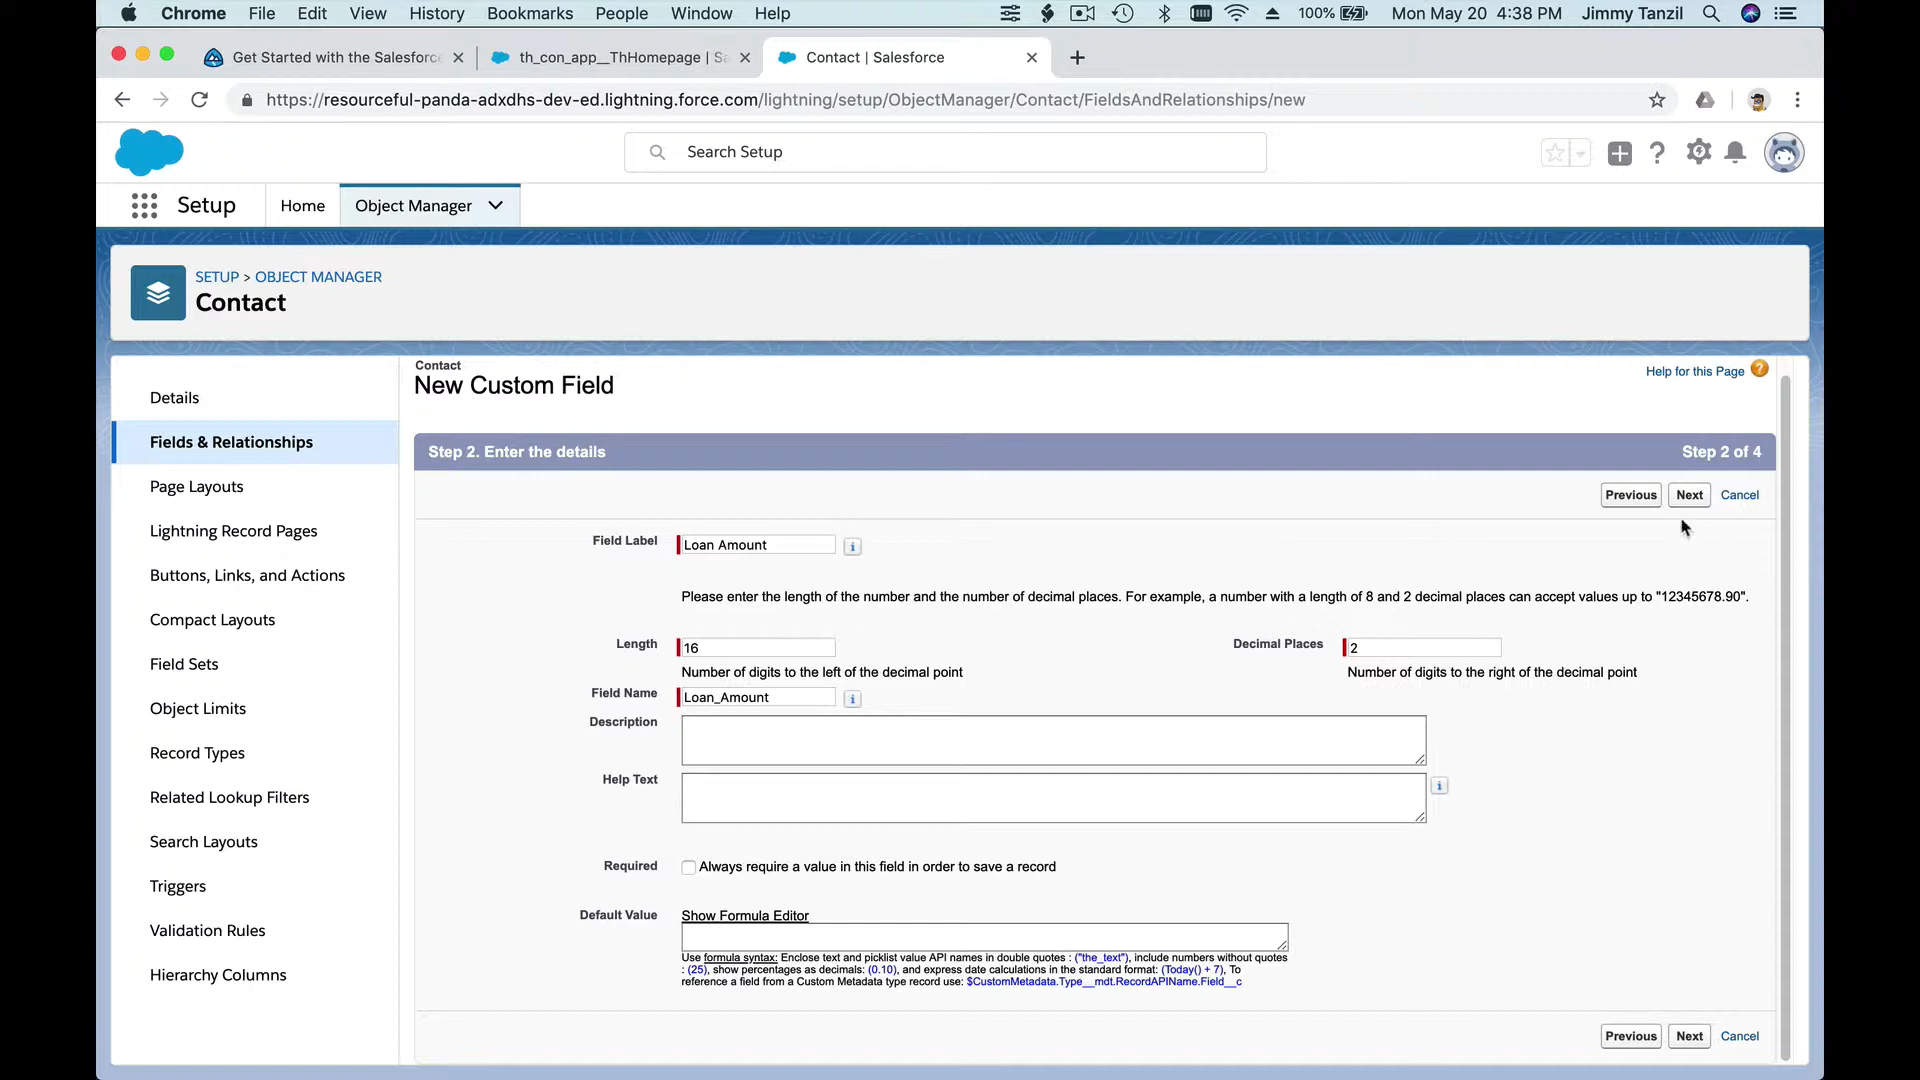 Chrome File Edit View History Bookmarks People Window Help 100% Mon May 20 4:38 PM Jimmy Tanzil
Get Started with the Salesforc th_con_app__ThHomepage | Sa Contact | Salesforce
https://resourceful-panda-adxdhs-dev-ed.lightning.force.com/lightning/setup/ObjectManager/Contact/FieldsAndRelationships/new
Search Setup
Setup Home Object Manager
SETUP > OBJECT MANAGER
Contact
Details
Fields & Relationships
Page Layouts
Lightning Record Pages
Buttons, Links, and Actions
Compact Layouts
Field Sets
Object Limits
Record Types
Related Lookup Filters
Search Layouts
Triggers
Validation Rules
Hierarchy Columns
Contact
New Custom Field
Help for this Page ?
Step 2. Enter the details Step 2 of 4
Previous Next Cancel
Field Label Loan Amount i
Please enter the length of the number and the number of decimal places. For example, a number with a length of 8 and 2 decimal places can accept values up to "12345678.90".
Length 16 Decimal Places 2
Number of digits to the left of the decimal point Number of digits to the right of the decimal point
Field Name Loan_Amount i
Description
Help Text i
Required Always require a value in this field in order to save a record
Default Value Show Formula Editor
Use formula syntax: Enclose text and picklist value API names in double quotes : ("the_text"), include numbers without quotes
: (25), show percentages as decimals: (0.10), and express date calculations in the standard format: (Today() + 7), To
reference a field from a Custom Metadata type record use: $CustomMetadata.Type__mdt.RecordAPIName.Field__c
Previous Next Cancel